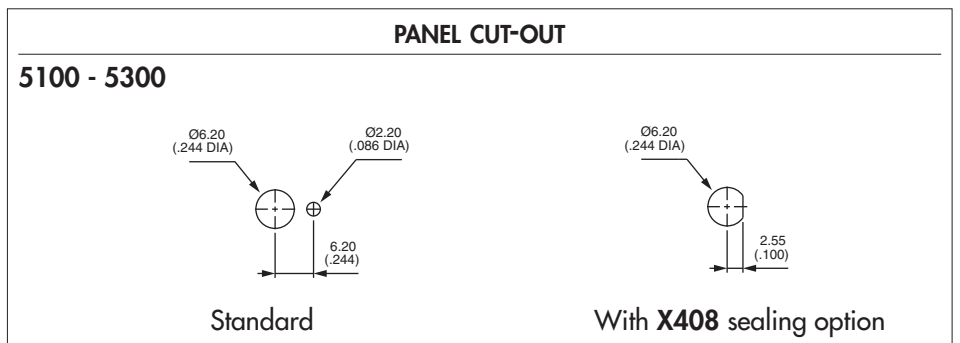 PANEL CUT-OUT
5100 - 5300
Ø6.20
(.244 DIA)
Ø2.20
(.086 DIA)
6.20
(.244)
Standard
Ø6.20
(.244 DIA)
2.55
(.100)
With X408 sealing option